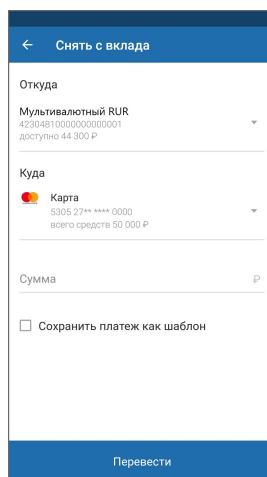 Снять с вклада
Откуда
Мультивалютный RUR
42304810000000000001
доступно 44 300 ₽
Куда
Карта
5305 27** **** 0000
всего средств 50 000 ₽
Сумма ₽
Сохранить платеж как шаблон
Перевести